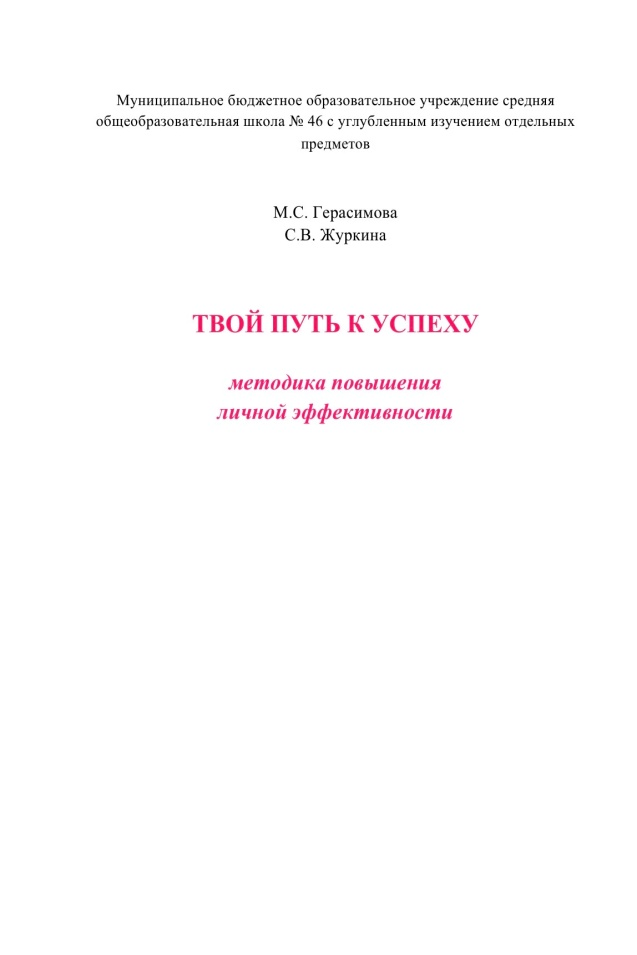 Муниципальное бюджетное образовательное учреждение средняя
общеобразовательная школа № 46 с углубленным изучением отдельных
предметов
М.С. Герасимова
С.В. Журкина
ТВОЙ ПУТЬ К УСПЕХУ
методика повышения
личной эффективности